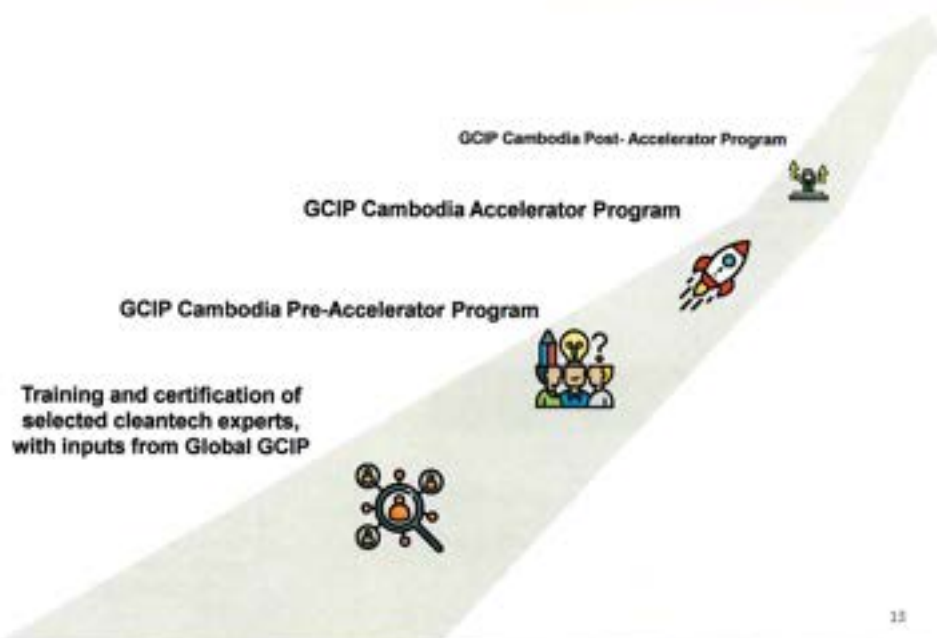 GCIP Cambodia Post- Accelerator Program
GCIP Cambodia Accelerator Program
GCIP Cambodia Pre-Accelerator Program
Training and certification of
selected cleantech experts,
with inputs from Global GCIP
?
13